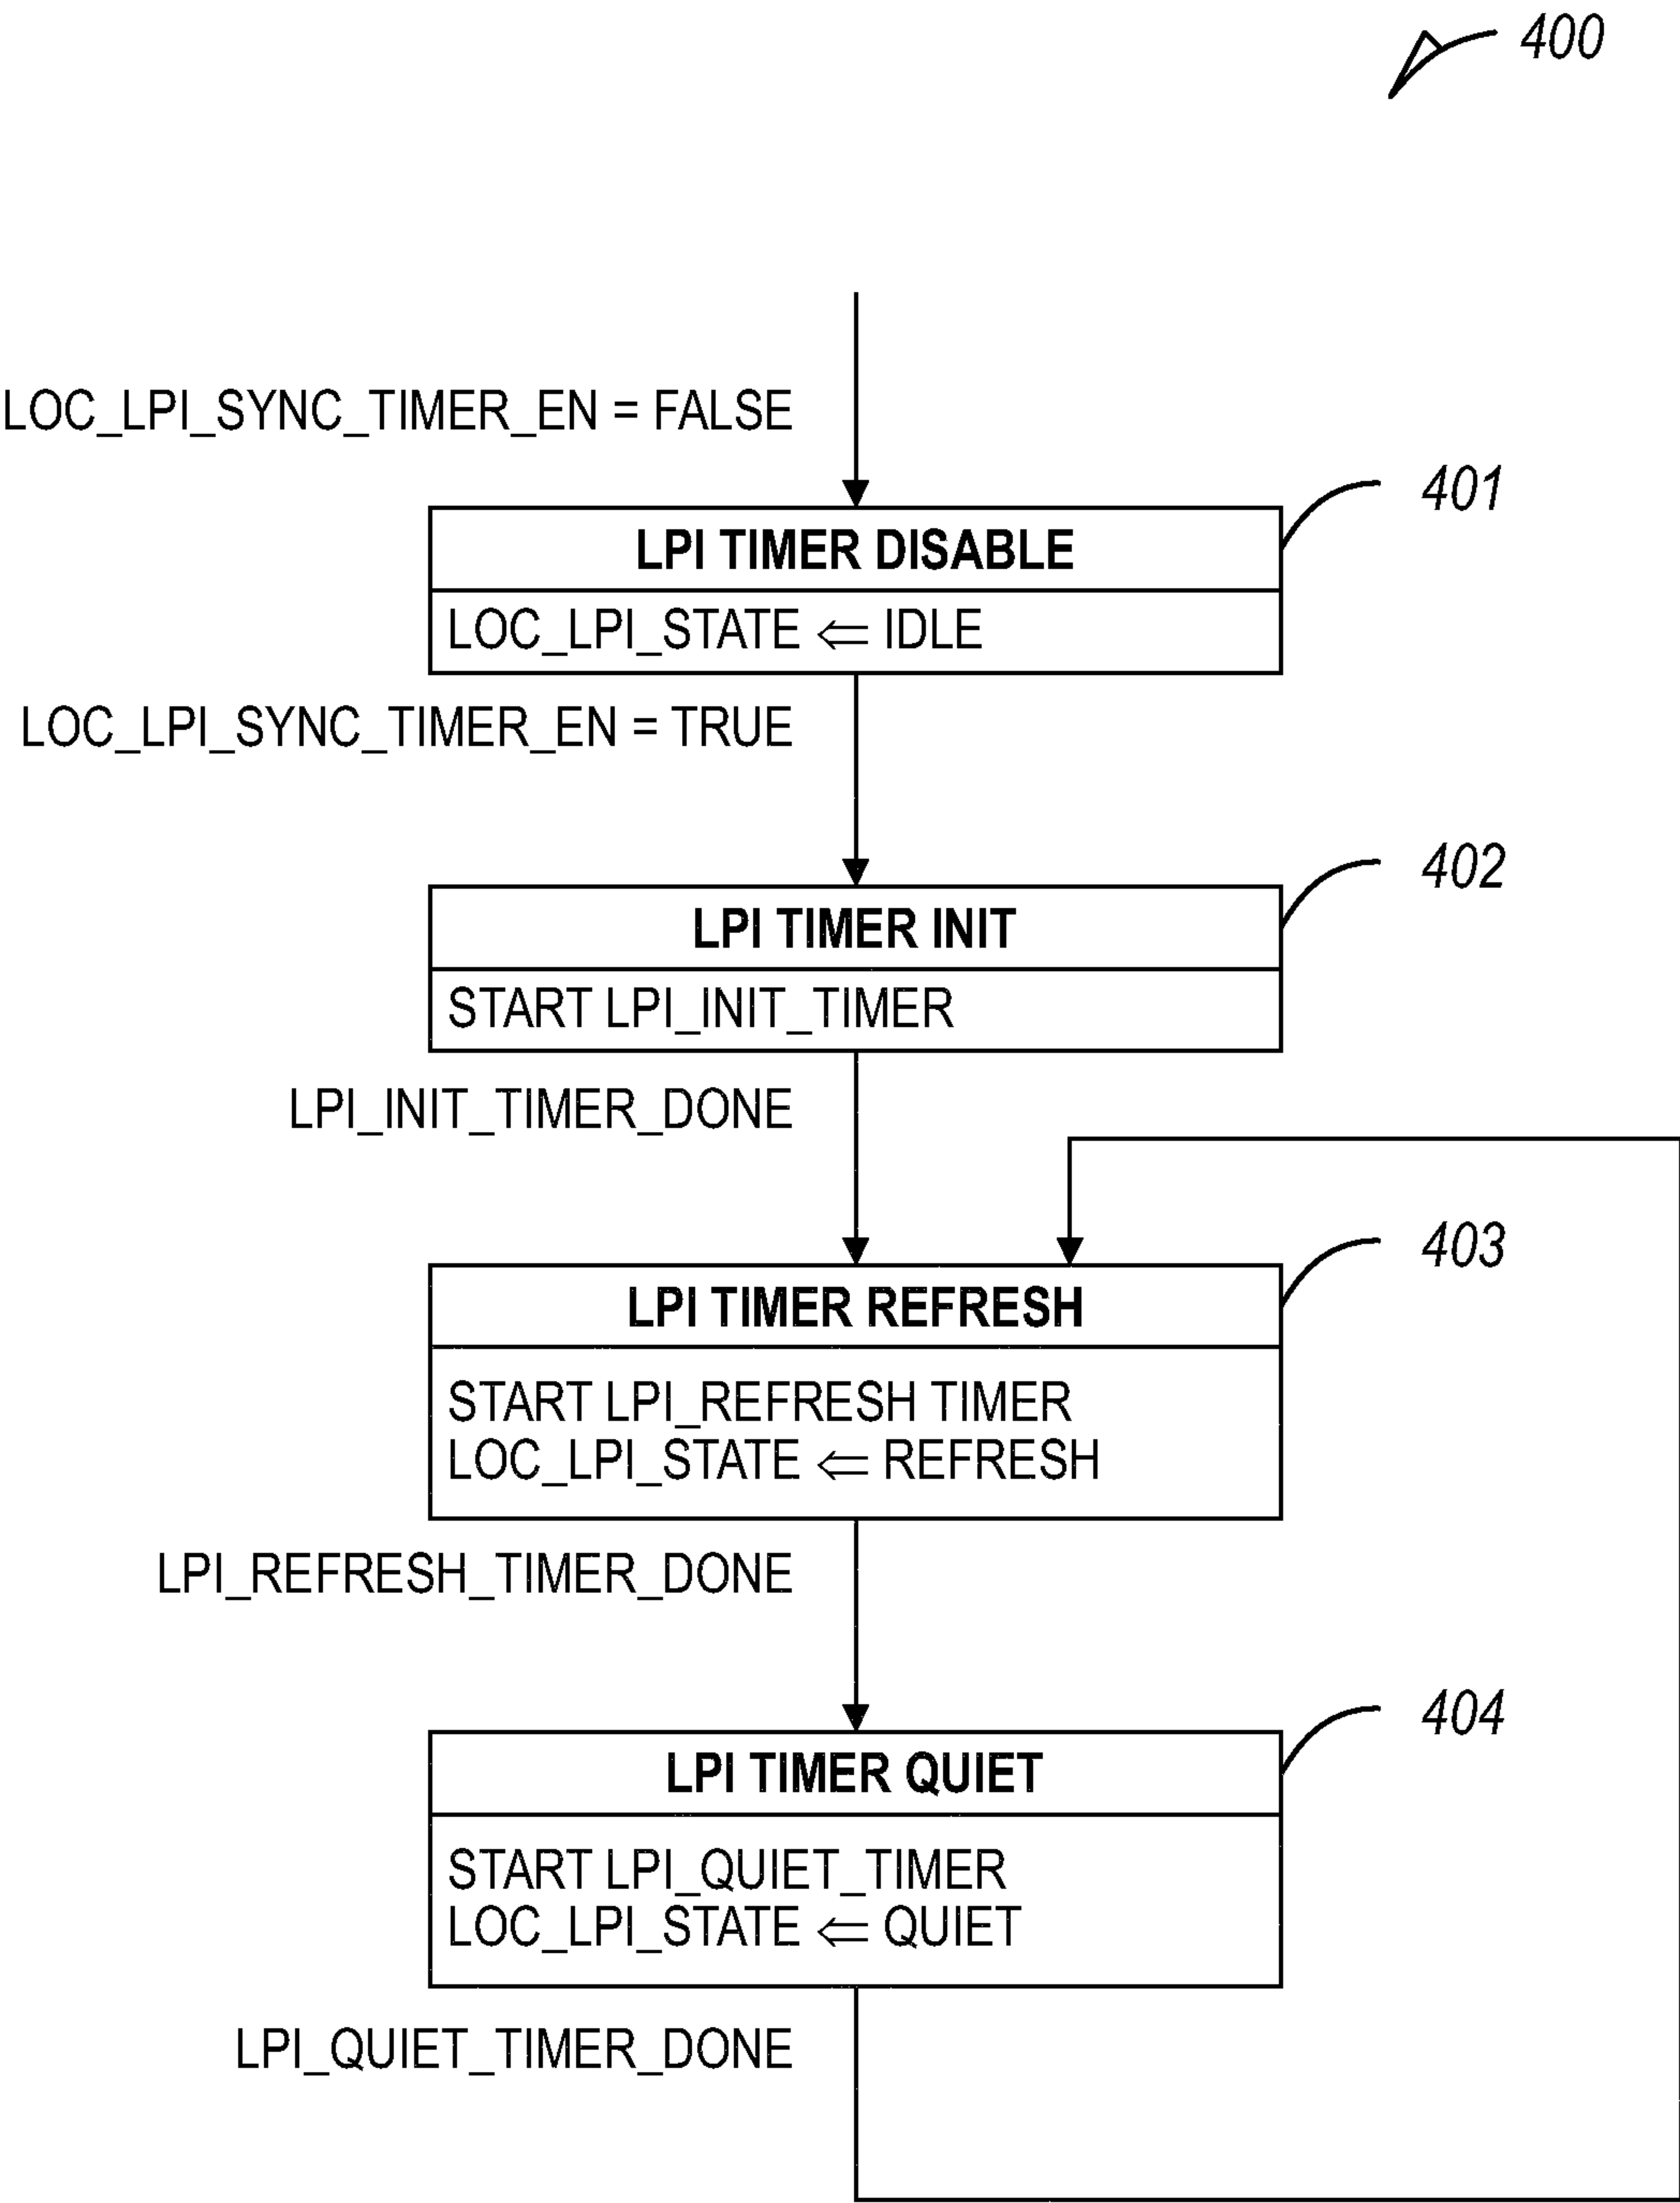 400
LOC_LPI_SYNC_TIMER_EN = FALSE
401
LPI TIMER DISABLE
LOC_LPI_STATE ⇐ IDLE
LOC_LPI_SYNC_TIMER_EN = TRUE
402
LPI TIMER INIT
START LPI_INIT_TIMER
LPI_INIT_TIMER_DONE
403
LPI TIMER REFRESH
START LPI_REFRESH TIMER
LOC_LPI_STATE ⇐ REFRESH
LPI_REFRESH_TIMER_DONE
404
LPI TIMER QUIET
START LPI_QUIET_TIMER
LOC_LPI_STATE ⇐ QUIET
LPI_QUIET_TIMER_DONE